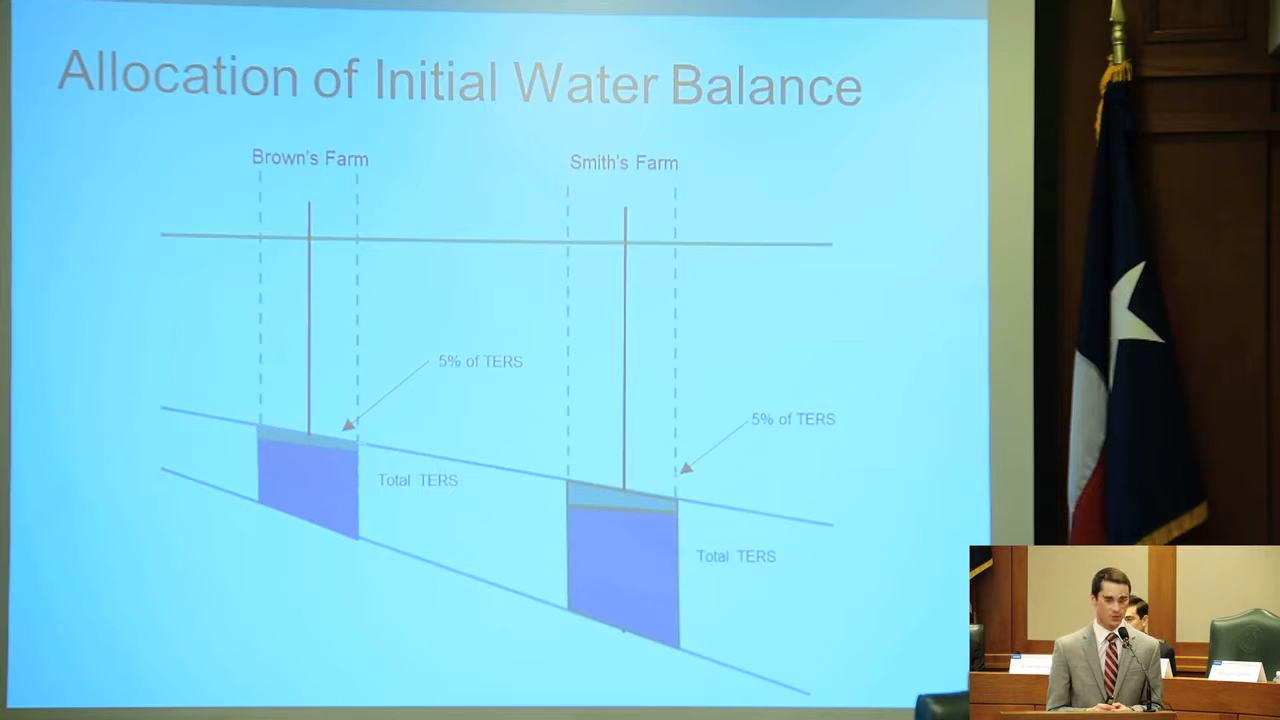 Allocation of Initial Water Balance
Brown's Farm
Smith's Farm
5% of TERS
5% of TERS
Total TERS
Total TERS